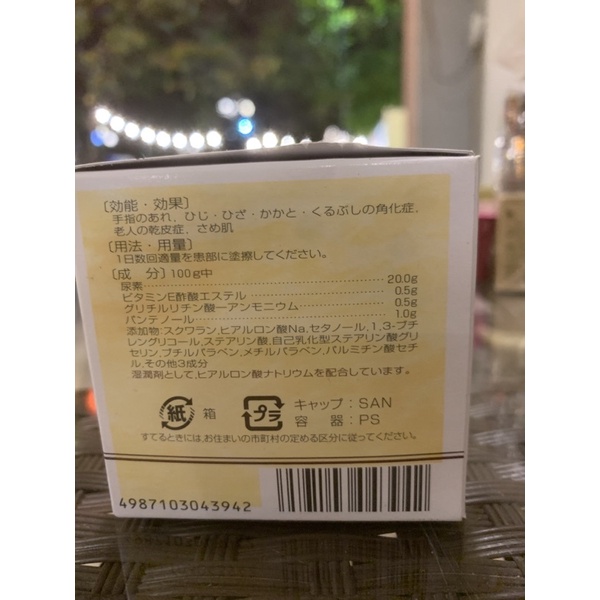 〔効能・効果〕
手指のあれ、ひじ・ひざ・かかと・くるぶしの角化症、
老人の乾皮症、さめ肌
〔用法・用量〕
1日数回適量を患部に塗擦してください。
〔成　分〕100g中
尿素 20.0g
ビタミンE酢酸エステル 0.5g
グリチルリチン酸一アンモニウム 0.5g
パンテノール 1.0g
添加物:スクワラン,ヒアルロン酸Na,セタノール,1,3-ブチ
レングリコール,ステアリン酸,自己乳化型ステアリン酸グリ
セリン,ブチルパラベン,メチルパラベン,パルミチン酸セチ
ル,その他3成分
湿潤剤として,ヒアルロン酸ナトリウムを配合しています。
紙 箱 プラ キャップ:SAN
容　器:PS
すてるときには,お住まいの市町村の定める区分に従ってください。
4987103043942